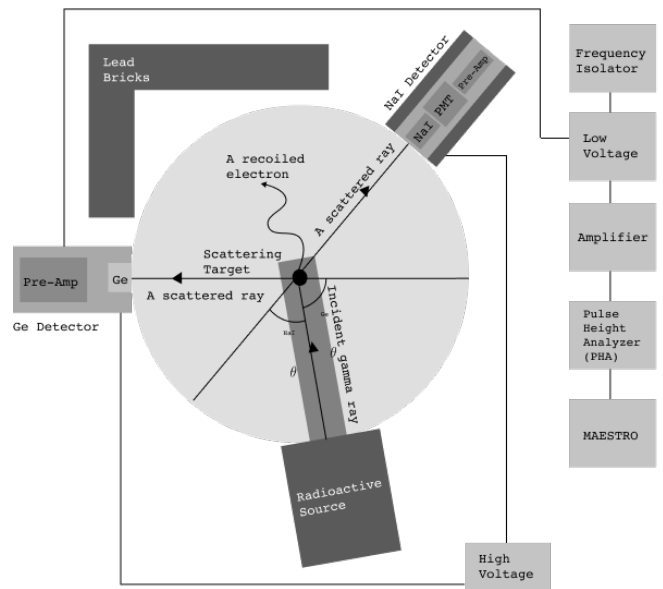 Lead
Bricks
NaI Detector
Pre-Amp
PMT
NaI
Frequency
Isolator
Low
Voltage
Amplifier
Pulse
Height
Analyzer
(PHA)
MAESTRO
A recoiled
electron
A scattered ray
Scattering
Target
A scattered ray
Pre-Amp
Ge
Ge Detector
Incident gamma ray
NaI
θ
Ge
θ
Radioactive
Source
High
Voltage